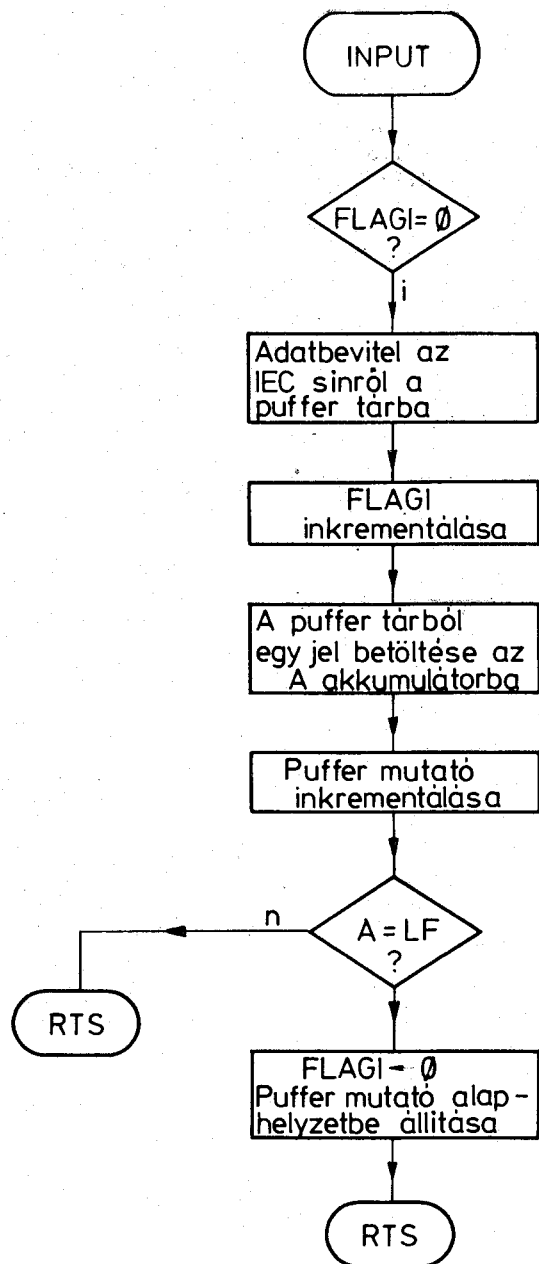 INPUT
FLAGI = Ø
?
i
Adatbevitel az
IEC sinről a
puffer tárba
FLAGI
inkrementálása
A puffer tárból
egy jel betöltése az
A akkumulátorba
Puffer mutató
inkrementálása
n
A = LF
?
RTS
FLAGI ← Ø
Puffer mutató alap-
helyzetbe állitása
RTS